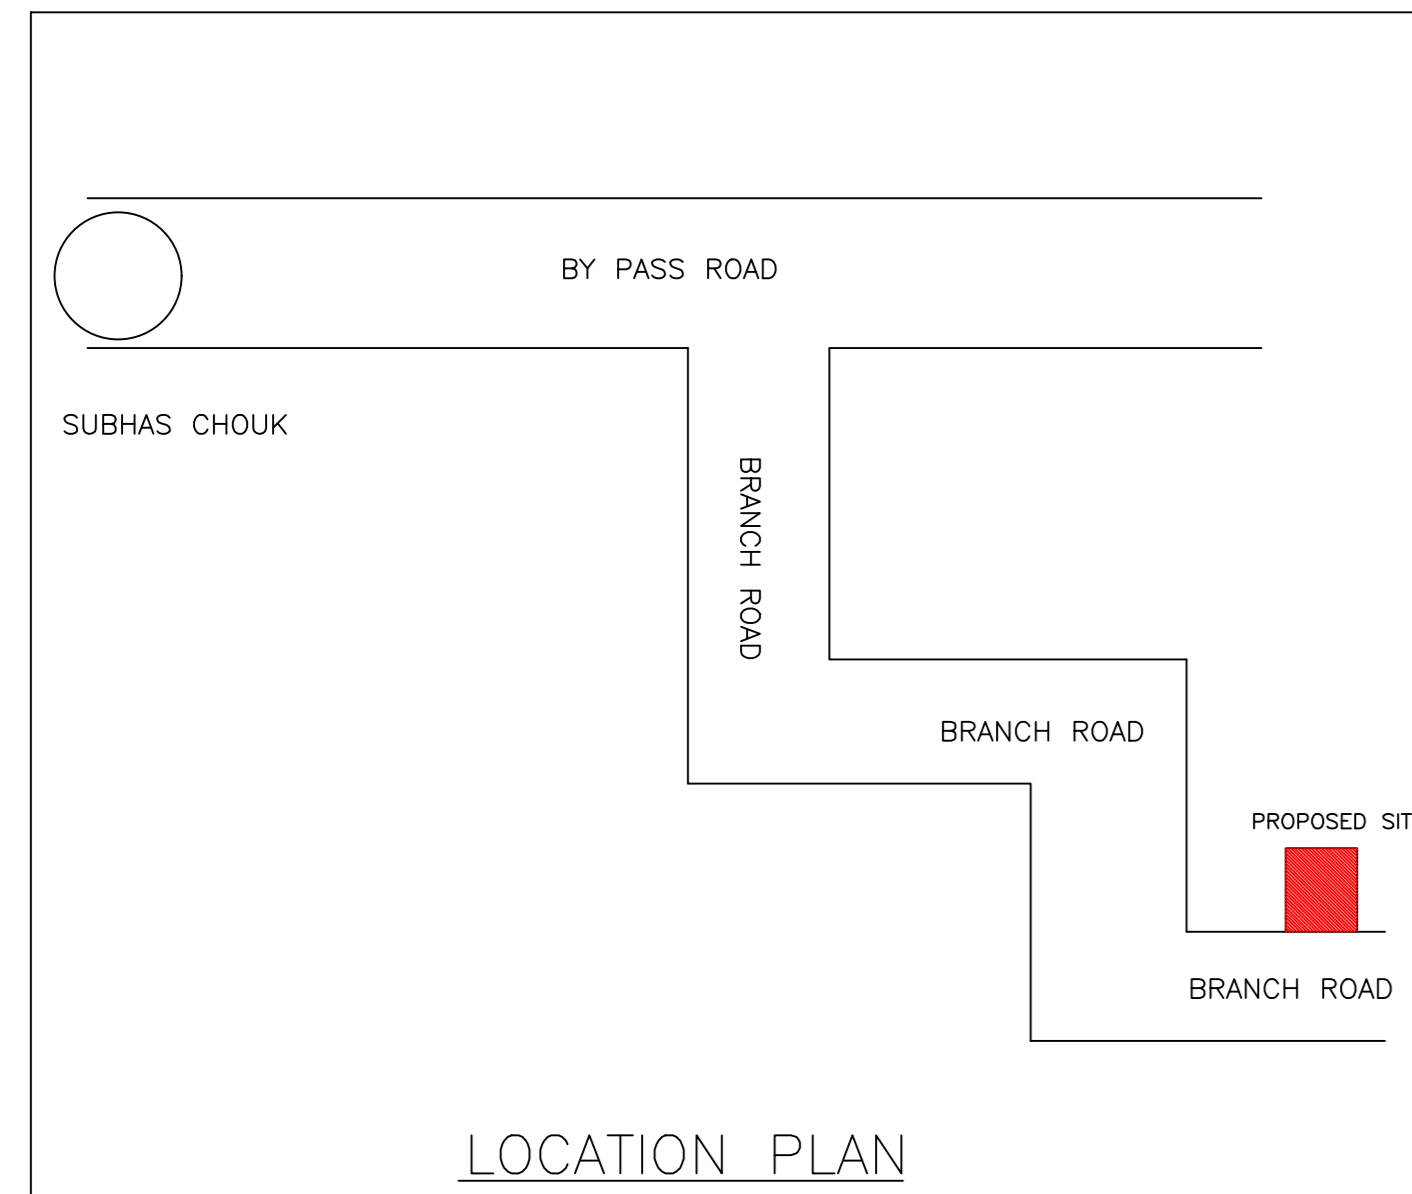 BY PASS ROAD
SUBHAS CHOUK
BRANCH ROAD
BRANCH ROAD
PROPOSED SIT
BRANCH ROAD
LOCATION PLAN